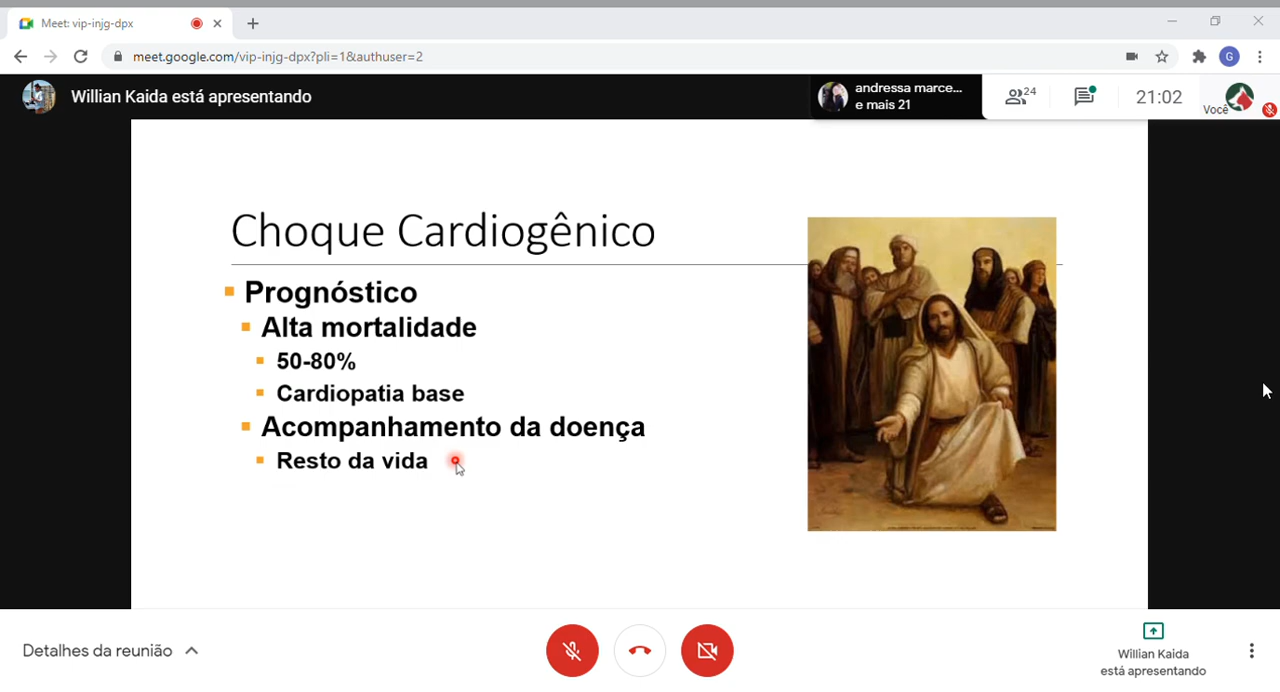 Meet: vip-injg-dpx
meet.google.com/vip-injg-dpx?pli=1&authuser=2
G
Willian Kaida está apresentando
andressa marce...
e mais 21
24
21:02
Você
Choque Cardiogênico
Prognóstico
Alta mortalidade
50-80%
Cardiopatia base
Acompanhamento da doença
Resto da vida
Detalhes da reunião
Willian Kaida
está apresentando